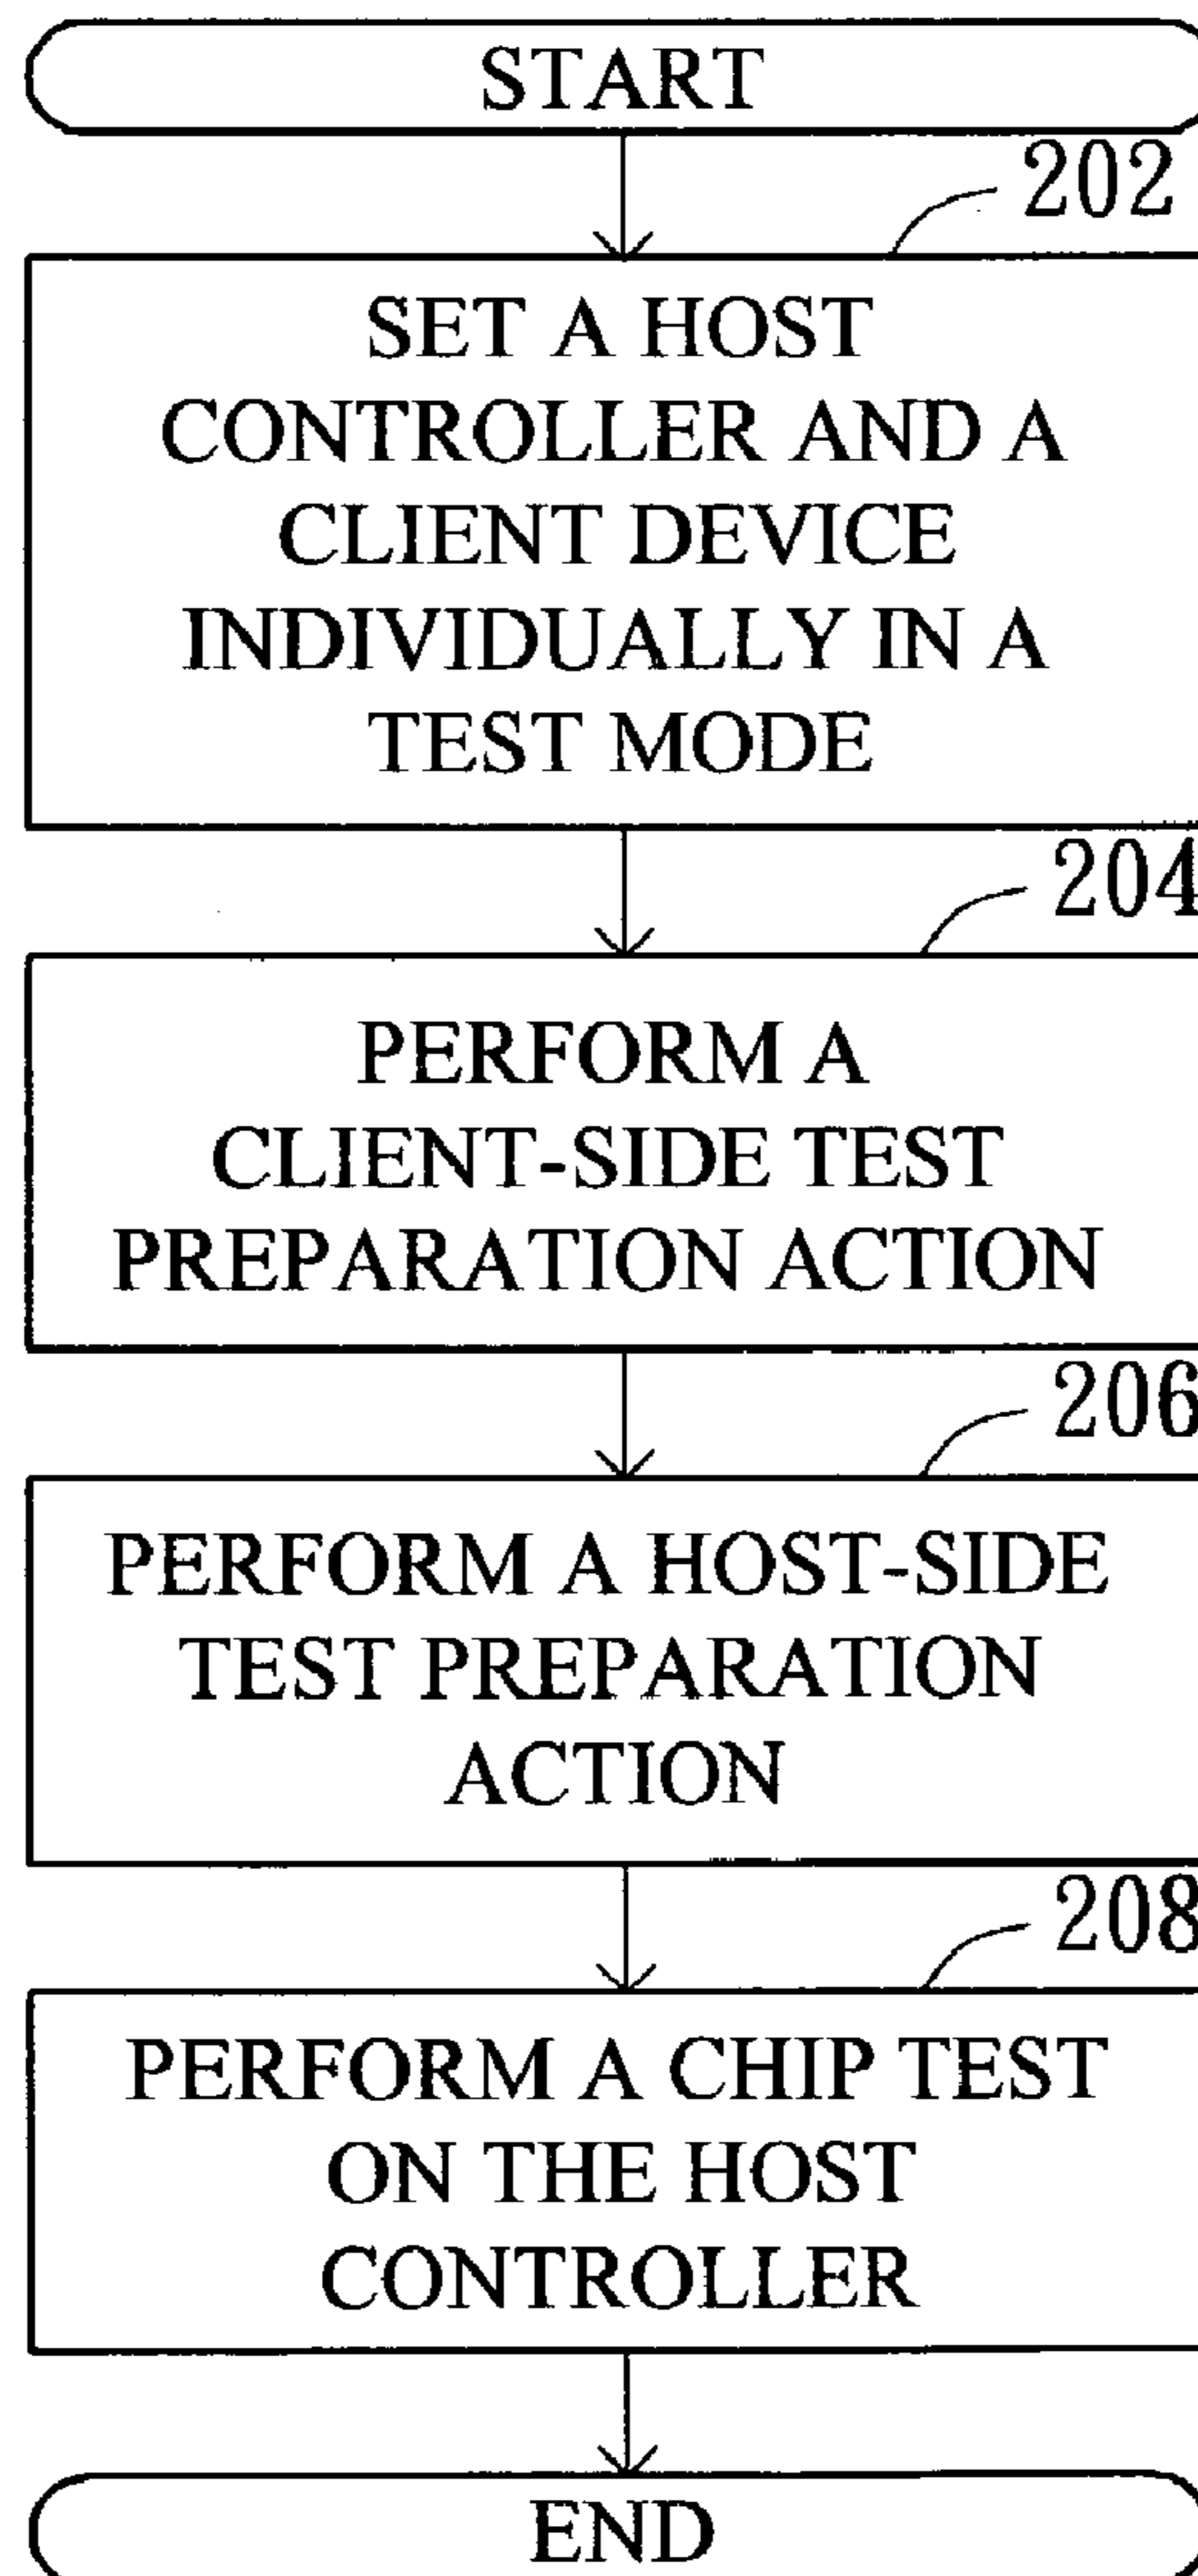 START
202
SET A HOST
CONTROLLER AND A
CLIENT DEVICE
INDIVIDUALLY IN A
TEST MODE
204
PERFORM A
CLIENT-SIDE TEST
PREPARATION ACTION
206
PERFORM A HOST-SIDE
TEST PREPARATION
ACTION
208
PERFORM A CHIP TEST
ON THE HOST
CONTROLLER
END